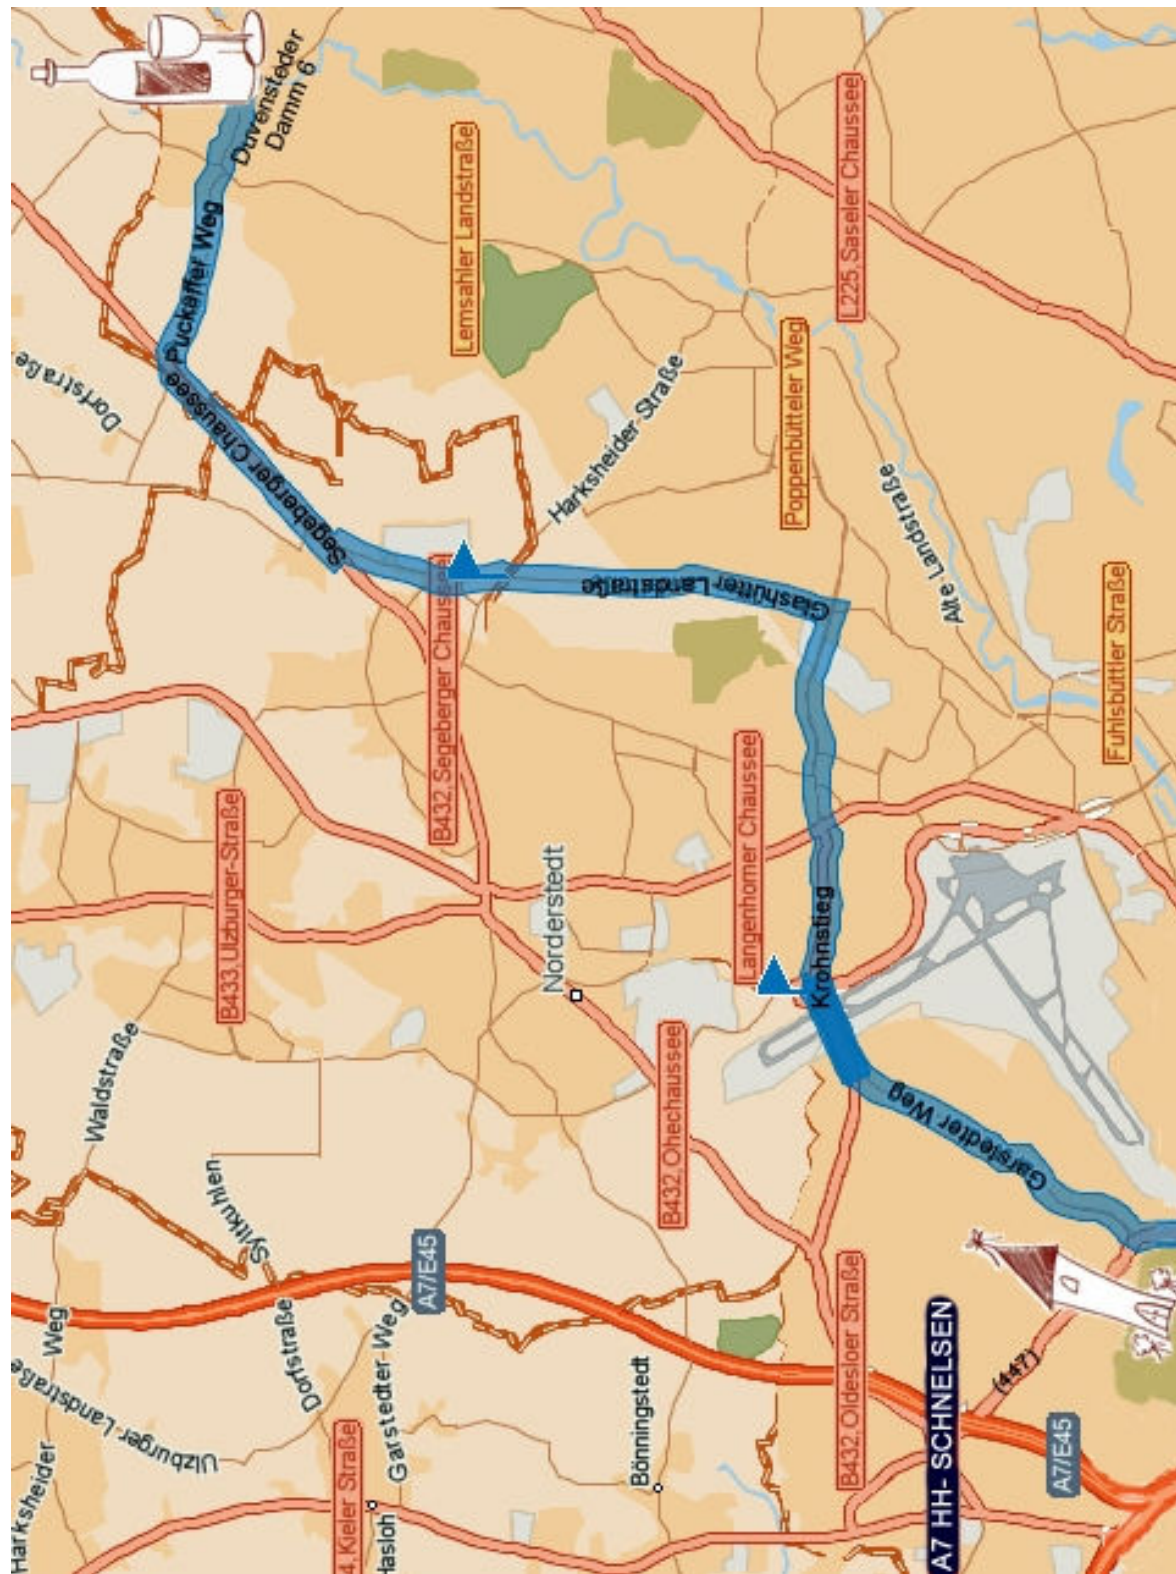 Duvenstedter
Damm 6
Puckaffer Weg
Segeberger Chaussee
Dorfstraße
Lemsahler Landstraße
L225, Saseler Chaussee
Harksheider-Straße
Poppenbütteler Weg
Alte Landstraße
Glashütter Landstraße
Fuhlsbüttler Straße
B432, Segeberger Chaussee
Langenhorner Chaussee
B433, Ulzburger-Straße
Norderstedt
Krohnstieg
Waldstraße
B432, Ohechaussee
Garstedter Weg
Syltkuhlen
A7/E45
Weg
Dorfstraße
Garstedter-Weg
Ulzburger-Landstraße
Harksheider
4, Kieler Straße
Hasloh
Bönningstedt
B432, Oldesloer Straße
(447)
A7 HH- SCHNELSEN
A7/E45